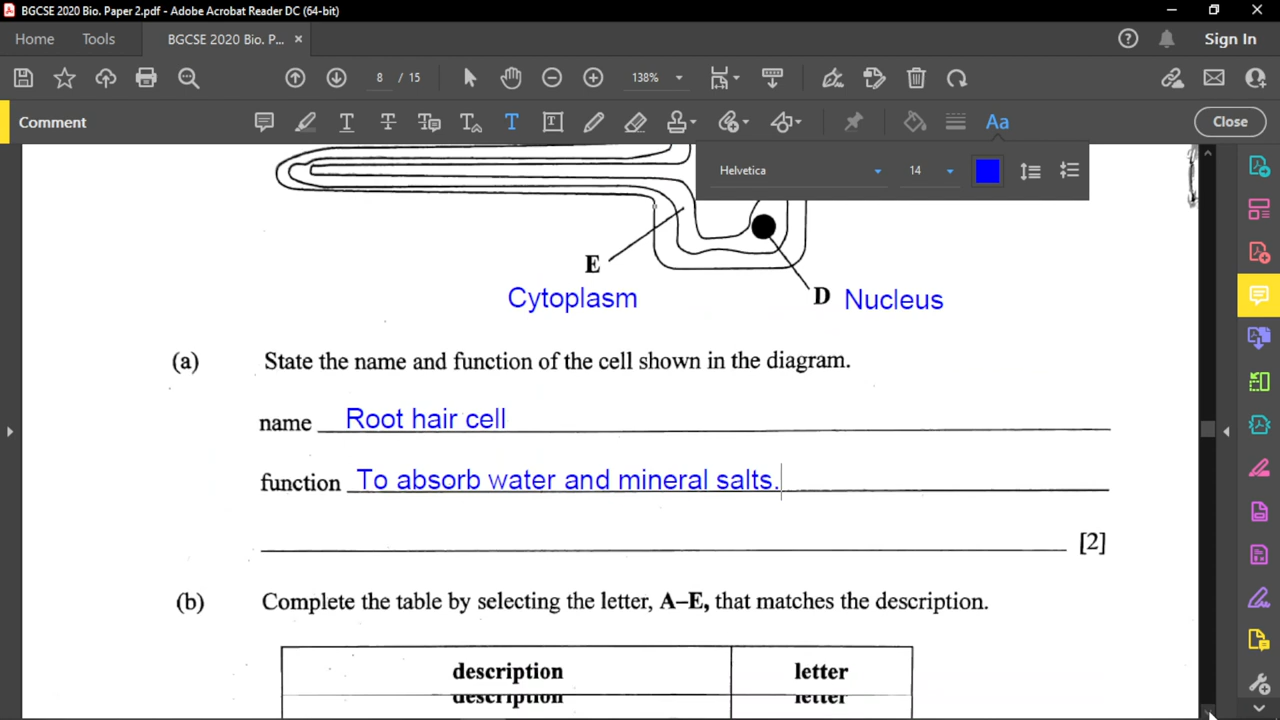 BGCSE 2020 Bio. Paper 2.pdf - Adobe Acrobat Reader DC (64-bit)
Home Tools BGCSE 2020 Bio. P... × Sign In
8 / 15 138%
Comment Close
Helvetica 14
E
Cytoplasm
D Nucleus
(a) State the name and function of the cell shown in the diagram.
name Root hair cell
function To absorb water and mineral salts.
[2]
(b) Complete the table by selecting the letter, A–E, that matches the description.
description letter
description letter